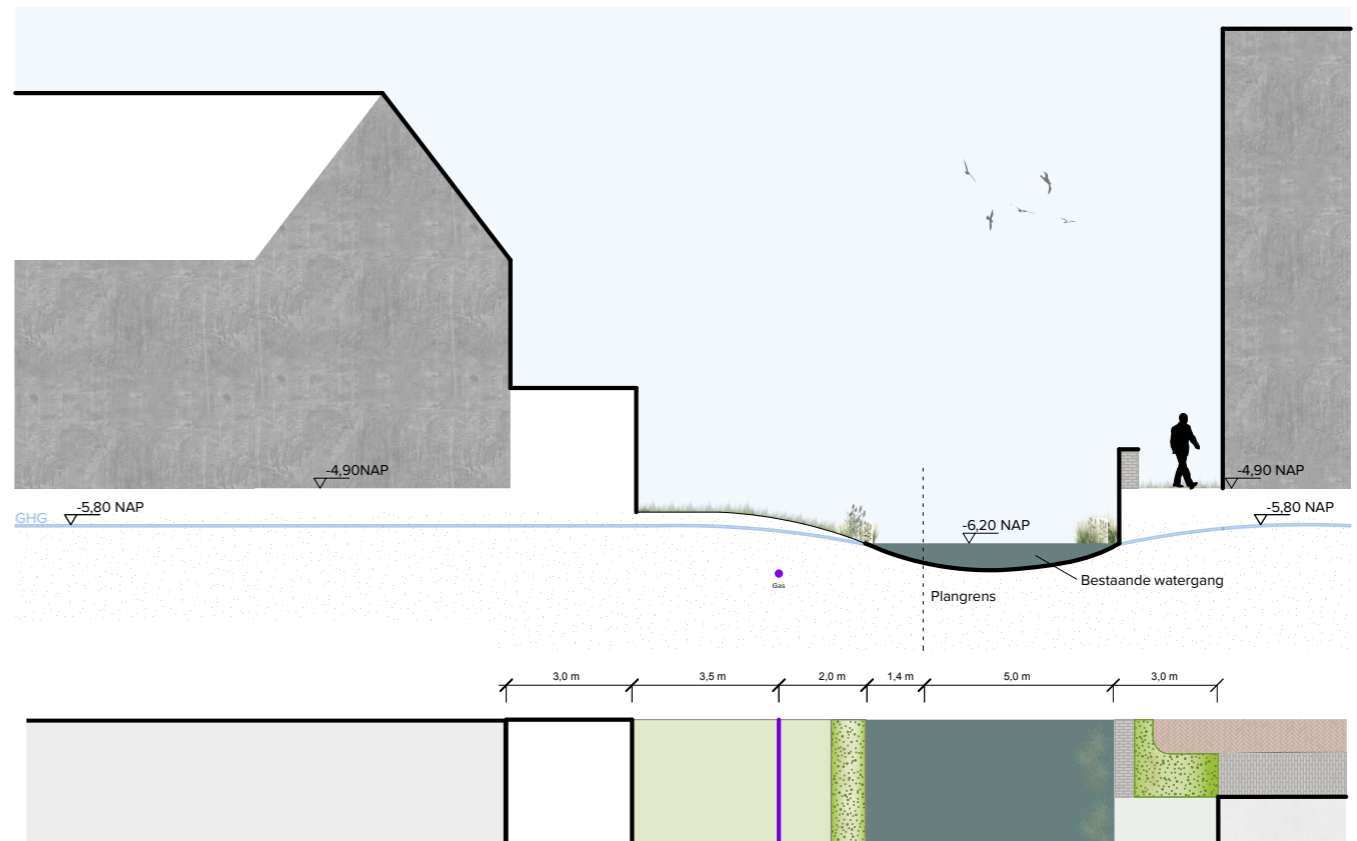 -4,90NAP
-4,90 NAP
GHG
-5,80 NAP
-5,80 NAP
-6,20 NAP
Gas
Bestaande watergang
Plangrens
3,0 m
3,5 m
2,0 m
1,4 m
5,0 m
3,0 m